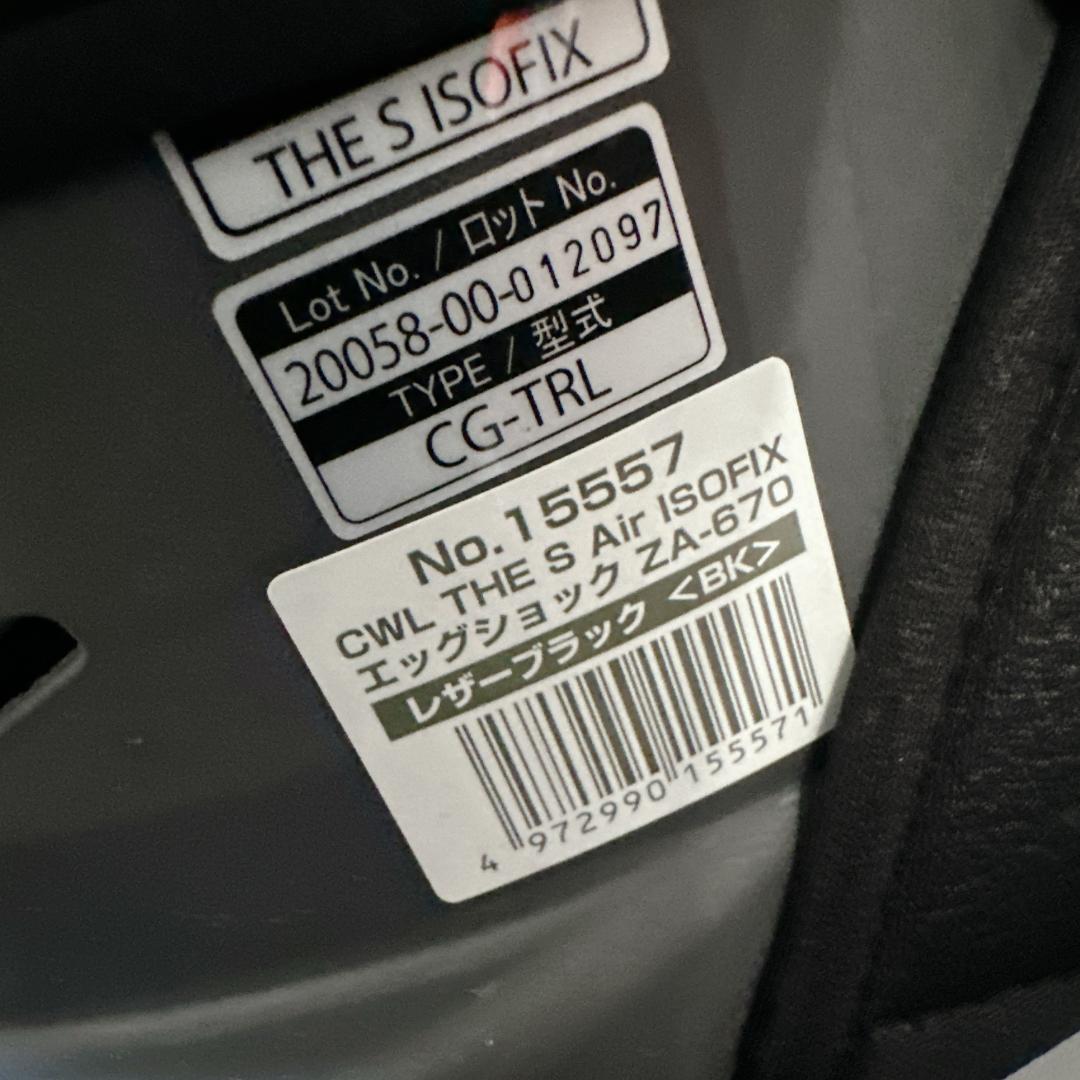 THE S ISOFIX
Lot No. / ロット No.
20058-00-012097
TYPE / 型式
CG-TRL
No.15557
CWL THE S Air ISOFIX
エッグショック ZA-670
レザーブラック <BK>
4 972990 155571